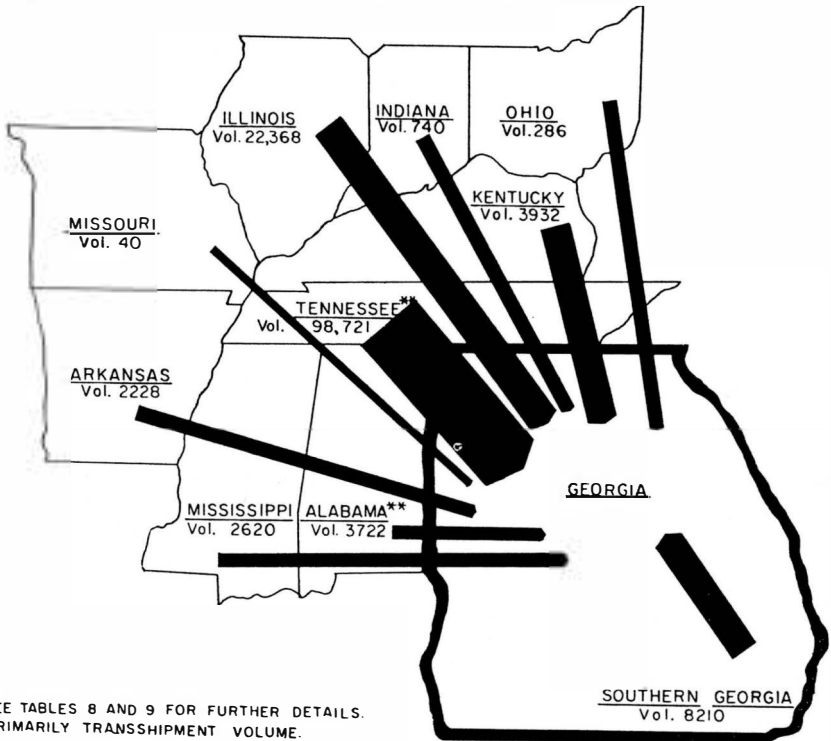 ILLINOIS
Vol. 22,368
INDIANA
Vol. 740
OHIO
Vol. 286
KENTUCKY
Vol. 3932
MISSOURI
Vol. 40
TENNESSEE**
Vol. 98,721
ARKANSAS
Vol. 2228
GEORGIA
MISSISSIPPI
Vol. 2620
ALABAMA**
Vol. 3722
SOUTHERN GEORGIA
Vol. 8210
EE TABLES 8 AND 9 FOR FURTHER DETAILS.
RIMARILY TRANSSHIPMENT VOLUME.